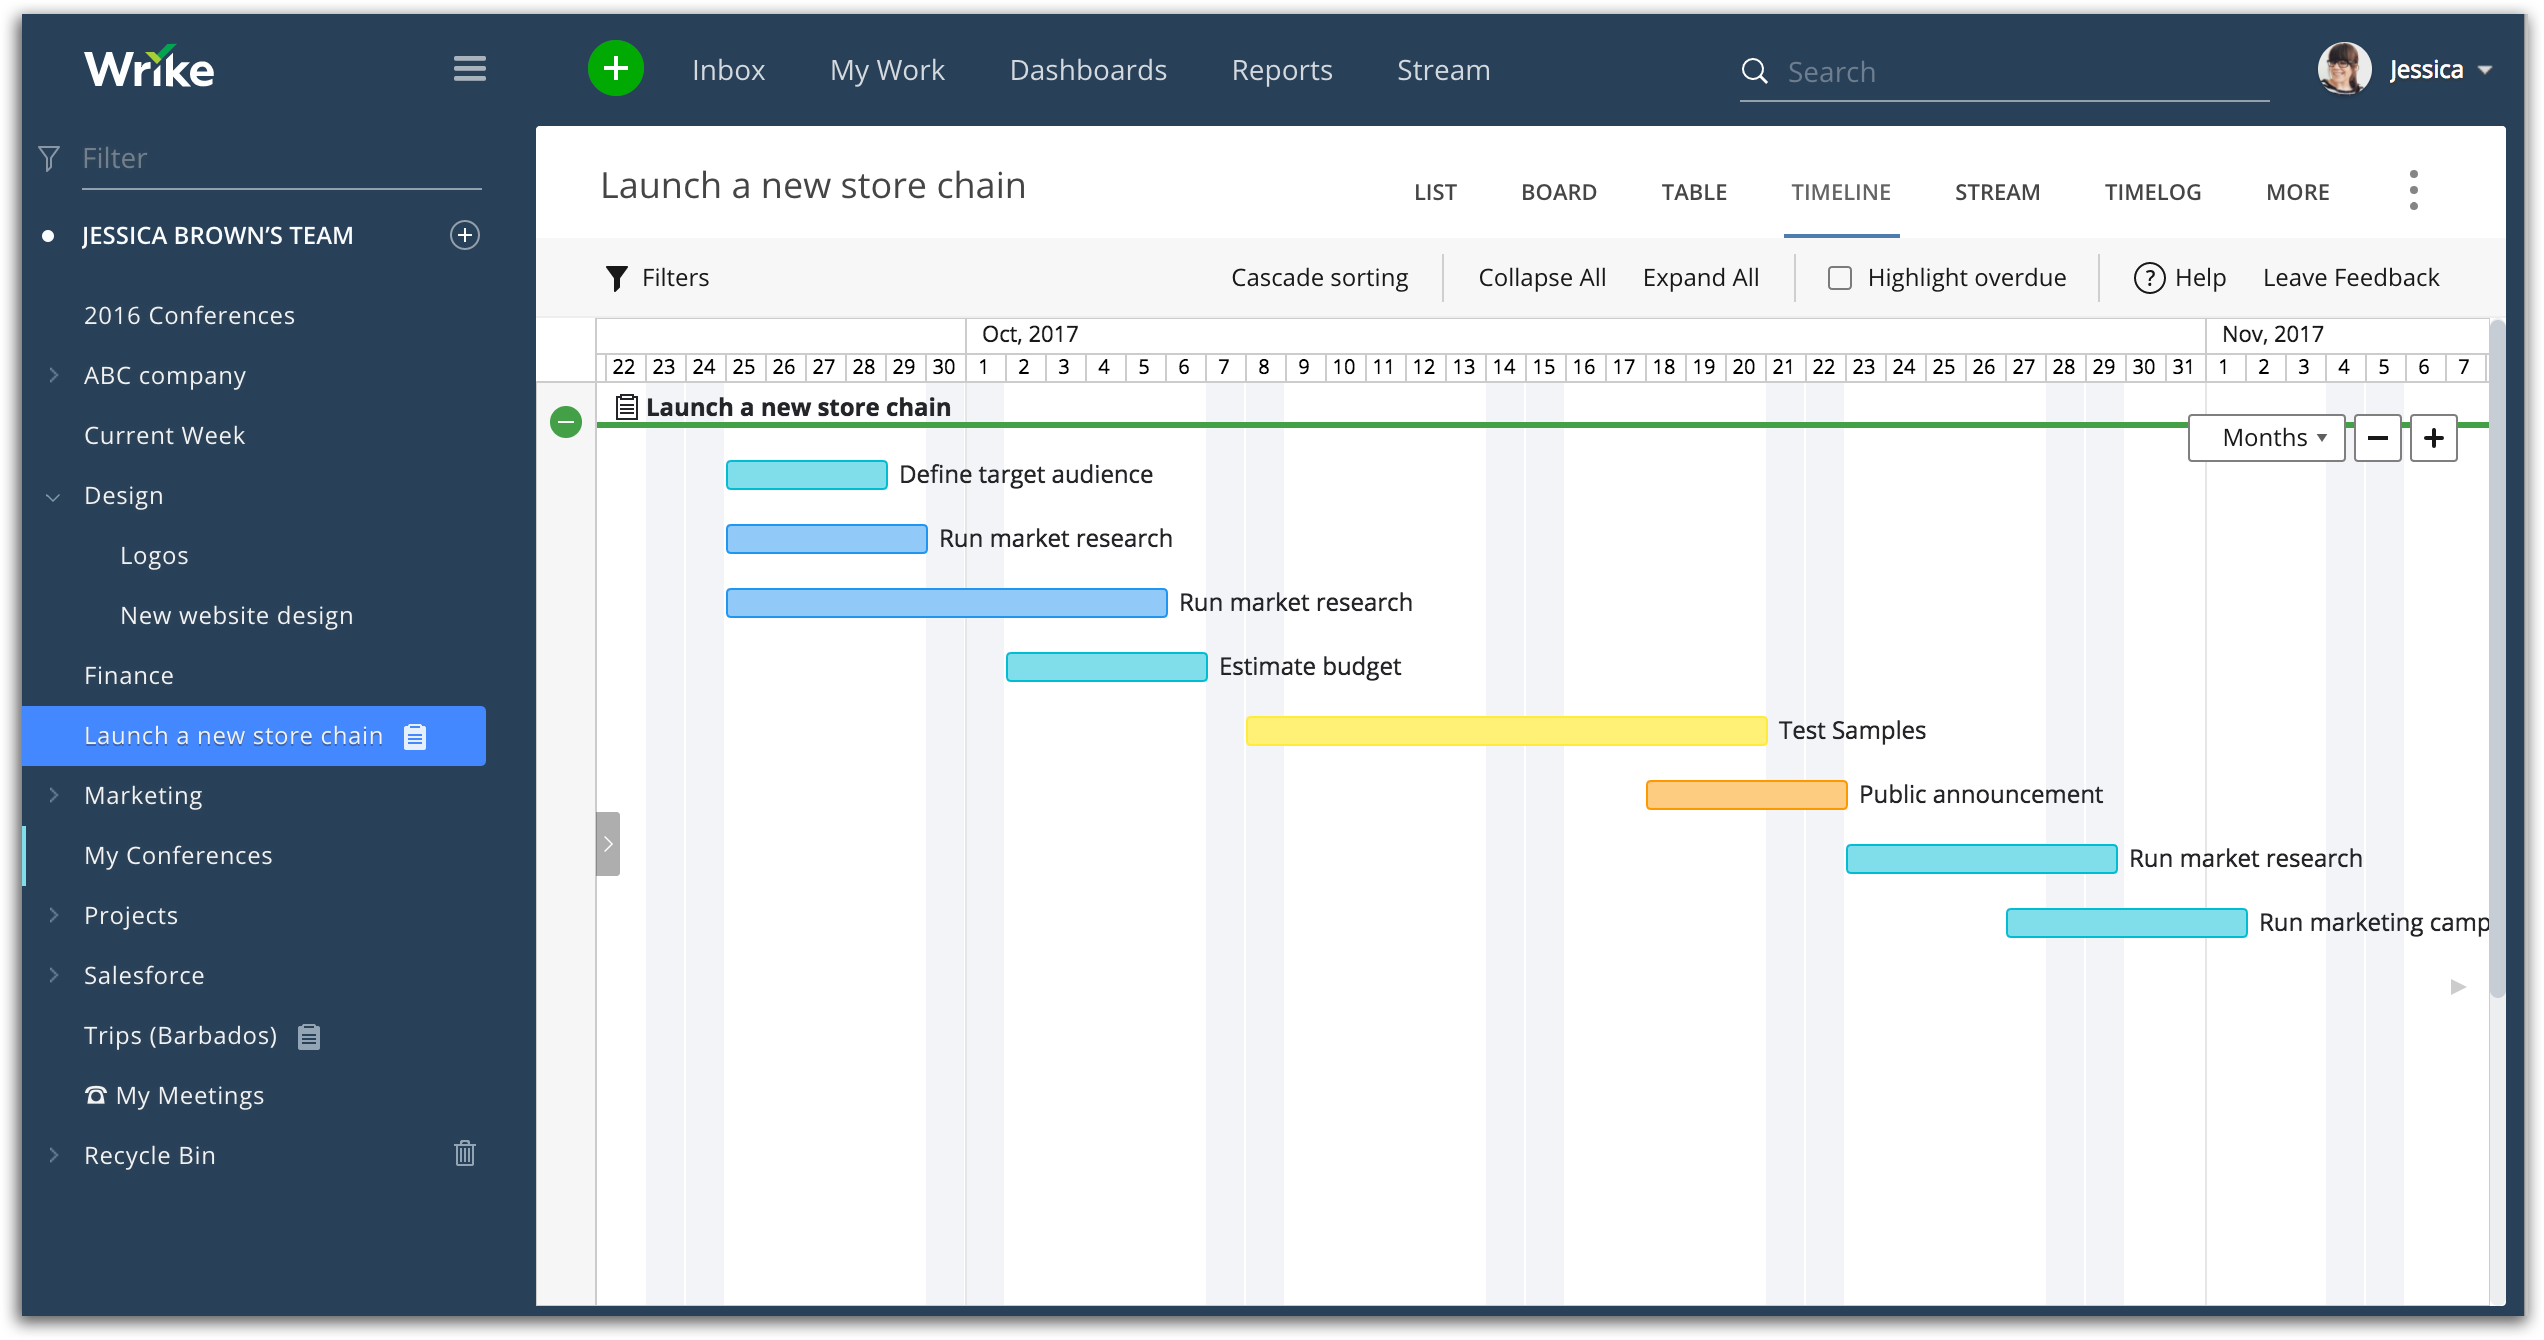 Wrike
Inbox My Work Dashboards Reports Stream Search Jessica
Filter
JESSICA BROWN'S TEAM
2016 Conferences
ABC company
Current Week
Design
Logos
New website design
Finance
Launch a new store chain
Marketing
My Conferences
Projects
Salesforce
Trips (Barbados)
My Meetings
Recycle Bin
Launch a new store chain LIST BOARD TABLE TIMELINE STREAM TIMELOG MORE
Filters Cascade sorting Collapse All Expand All Highlight overdue ? Help Leave Feedback
Oct, 2017 Nov, 2017
22 23 24 25 26 27 28 29 30 1 2 3 4 5 6 7 8 9 10 11 12 13 14 15 16 17 18 19 20 21 22 23 24 25 26 27 28 29 30 31 1 2 3 4 5 6 7
Launch a new store chain
Months
Define target audience
Run market research
Run market research
Estimate budget
Test Samples
Public announcement
Run market research
Run marketing camp